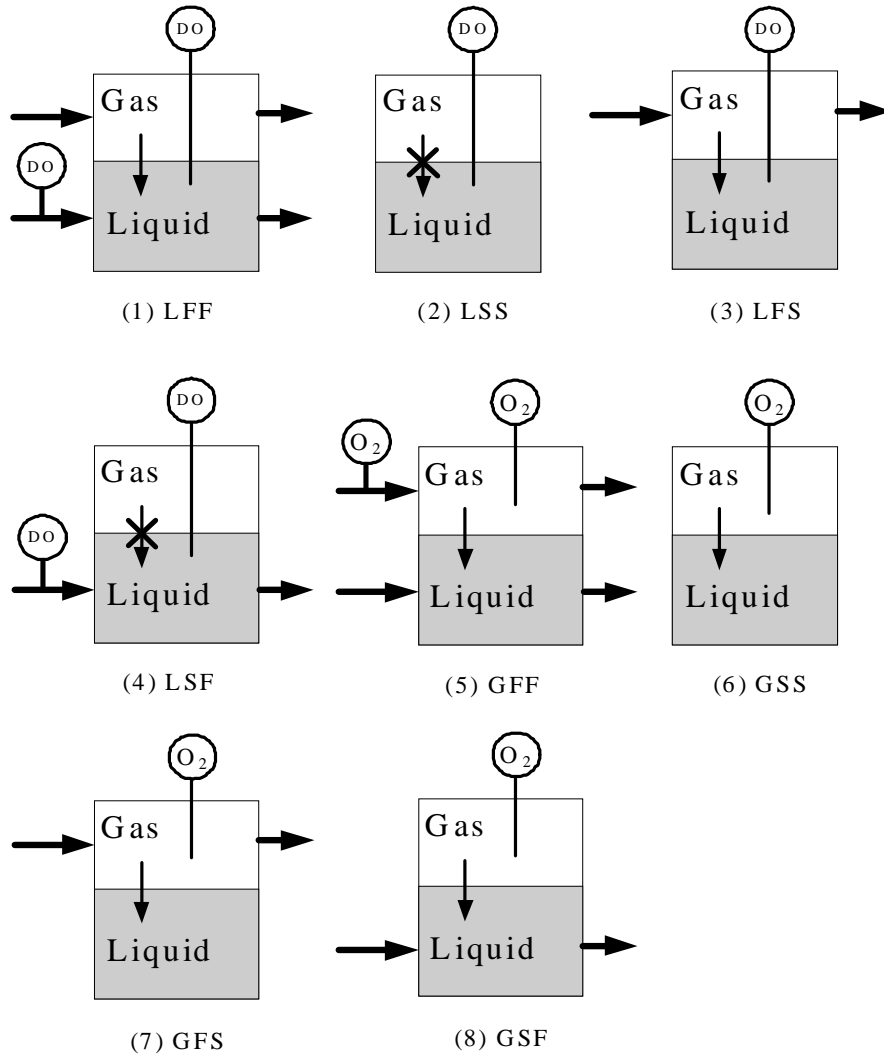 DO DO DO
Gas Gas Gas
DO
Liquid Liquid Liquid
(1) LFF (2) LSS (3) LFS
DO O2 O2
O2
Gas Gas Gas
DO
Liquid Liquid Liquid
(4) LSF (5) GFF (6) GSS
O2 O2
Gas Gas
Liquid Liquid
(7) GFS (8) GSF